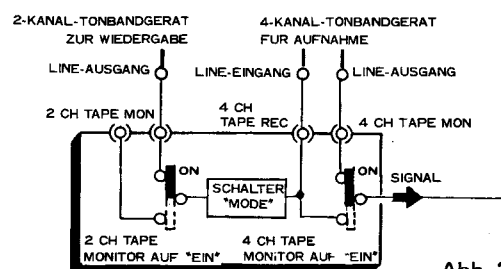 2-KANAL-TONBANDGERAT
ZUR WIEDERGABE
4-KANAL-TONBANDGERAT
FUR AUFNAHME
LINE-AUSGANG
LINE-EINGANG
LINE-AUSGANG
2 CH TAPE MON
4 CH
TAPE REC
4 CH TAPE MON
ON
SCHALTER
"MODE"
ON
SIGNAL
2 CH TAPE
MONITOR AUF "EIN"
4 CH TAPE
MONITOR AUF "EIN"
Abb.